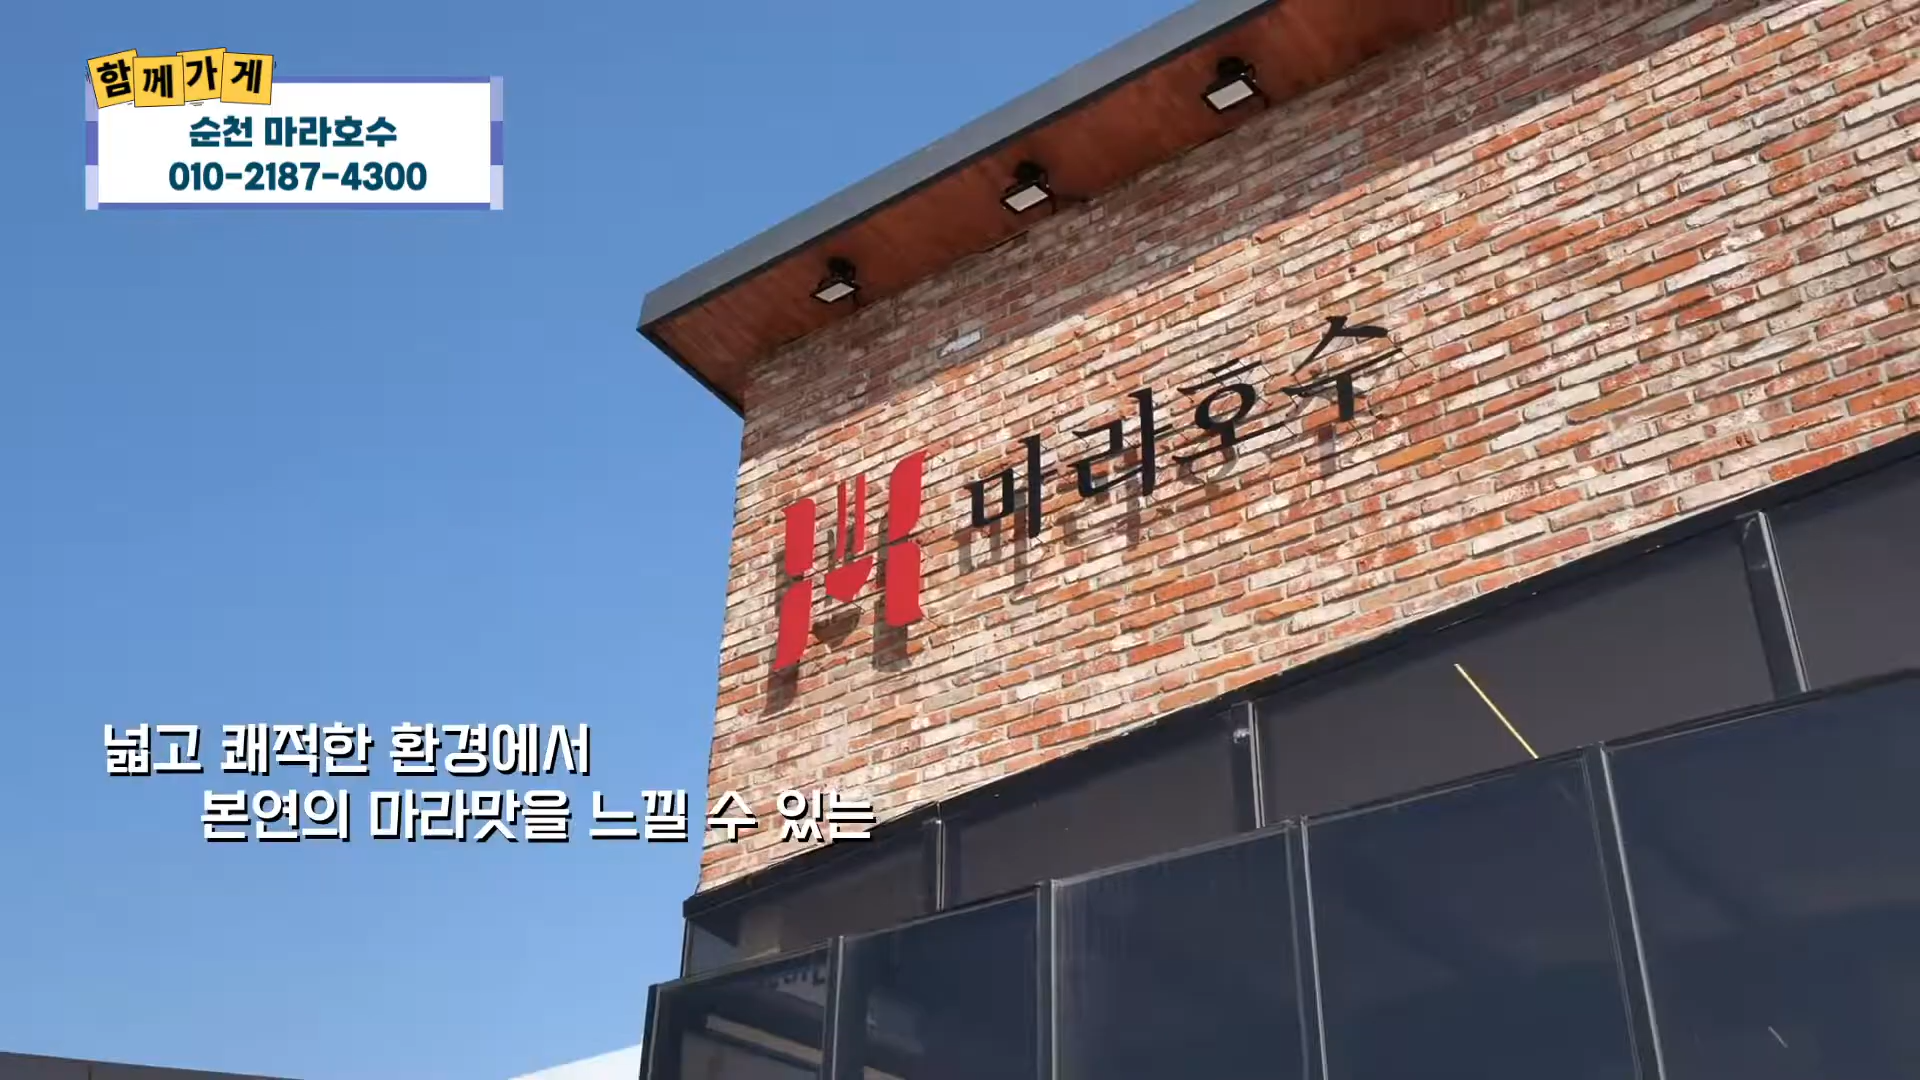 함께가게
순천 마라호수
010-2187-4300
마라호수
넓고 쾌적한 환경에서
본연의 마라맛을 느낄 수 있는